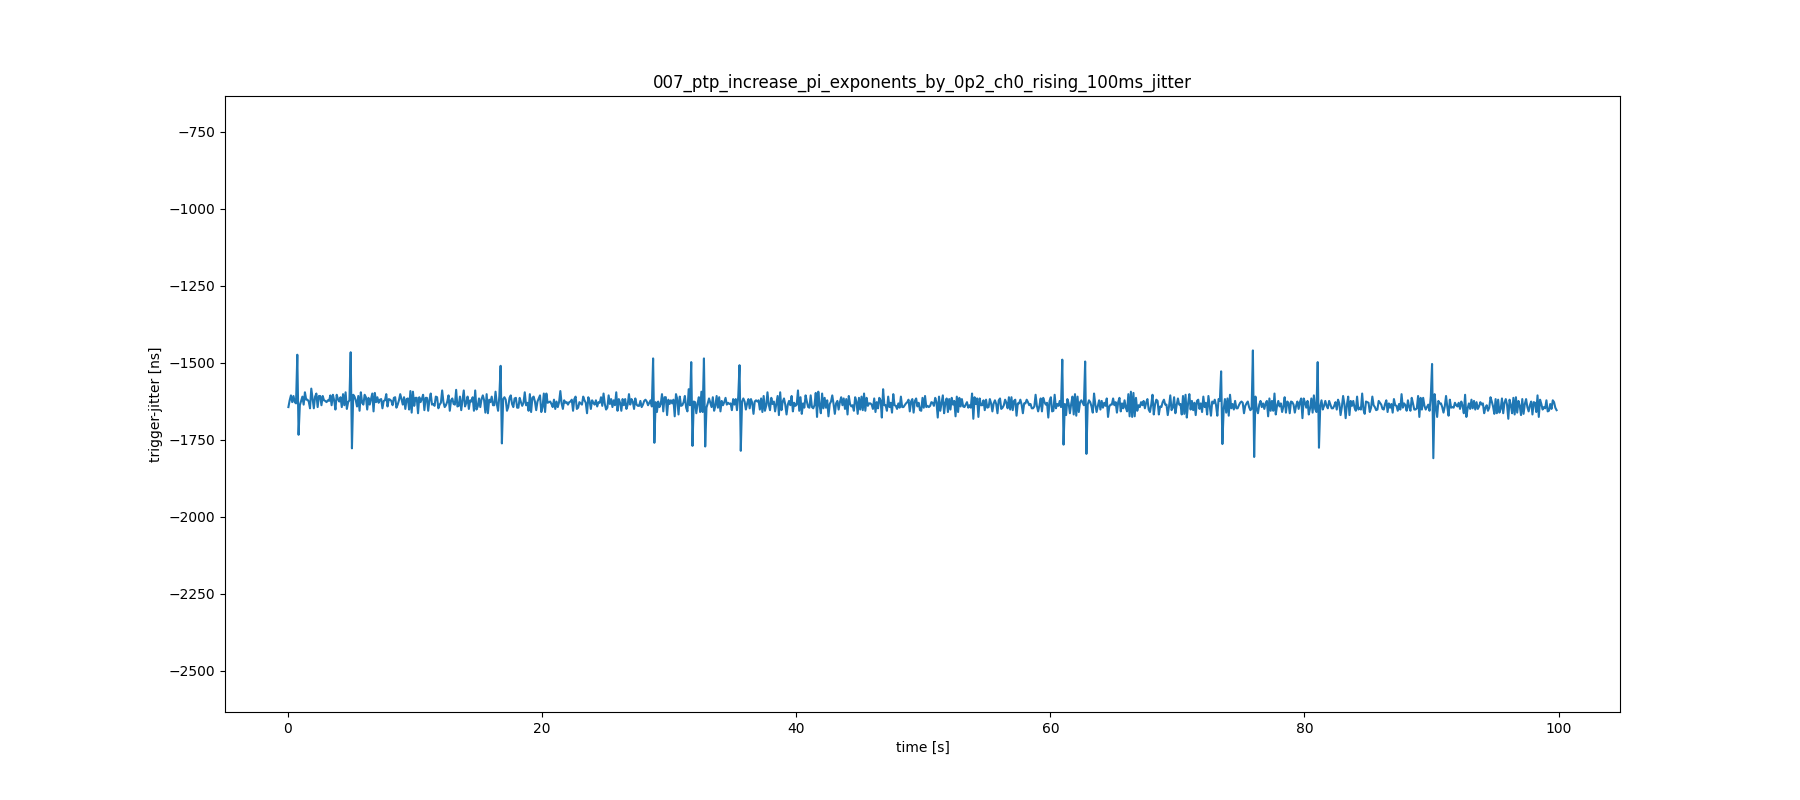 007_ptp_increase_pi_exponents_by_0p2_ch0_rising_100ms_jitter
−750
−1000
−1250
−1500
−1750
−2000
−2250
−2500
trigger-jitter [ns]
0 20 40 60 80 100
time [s]